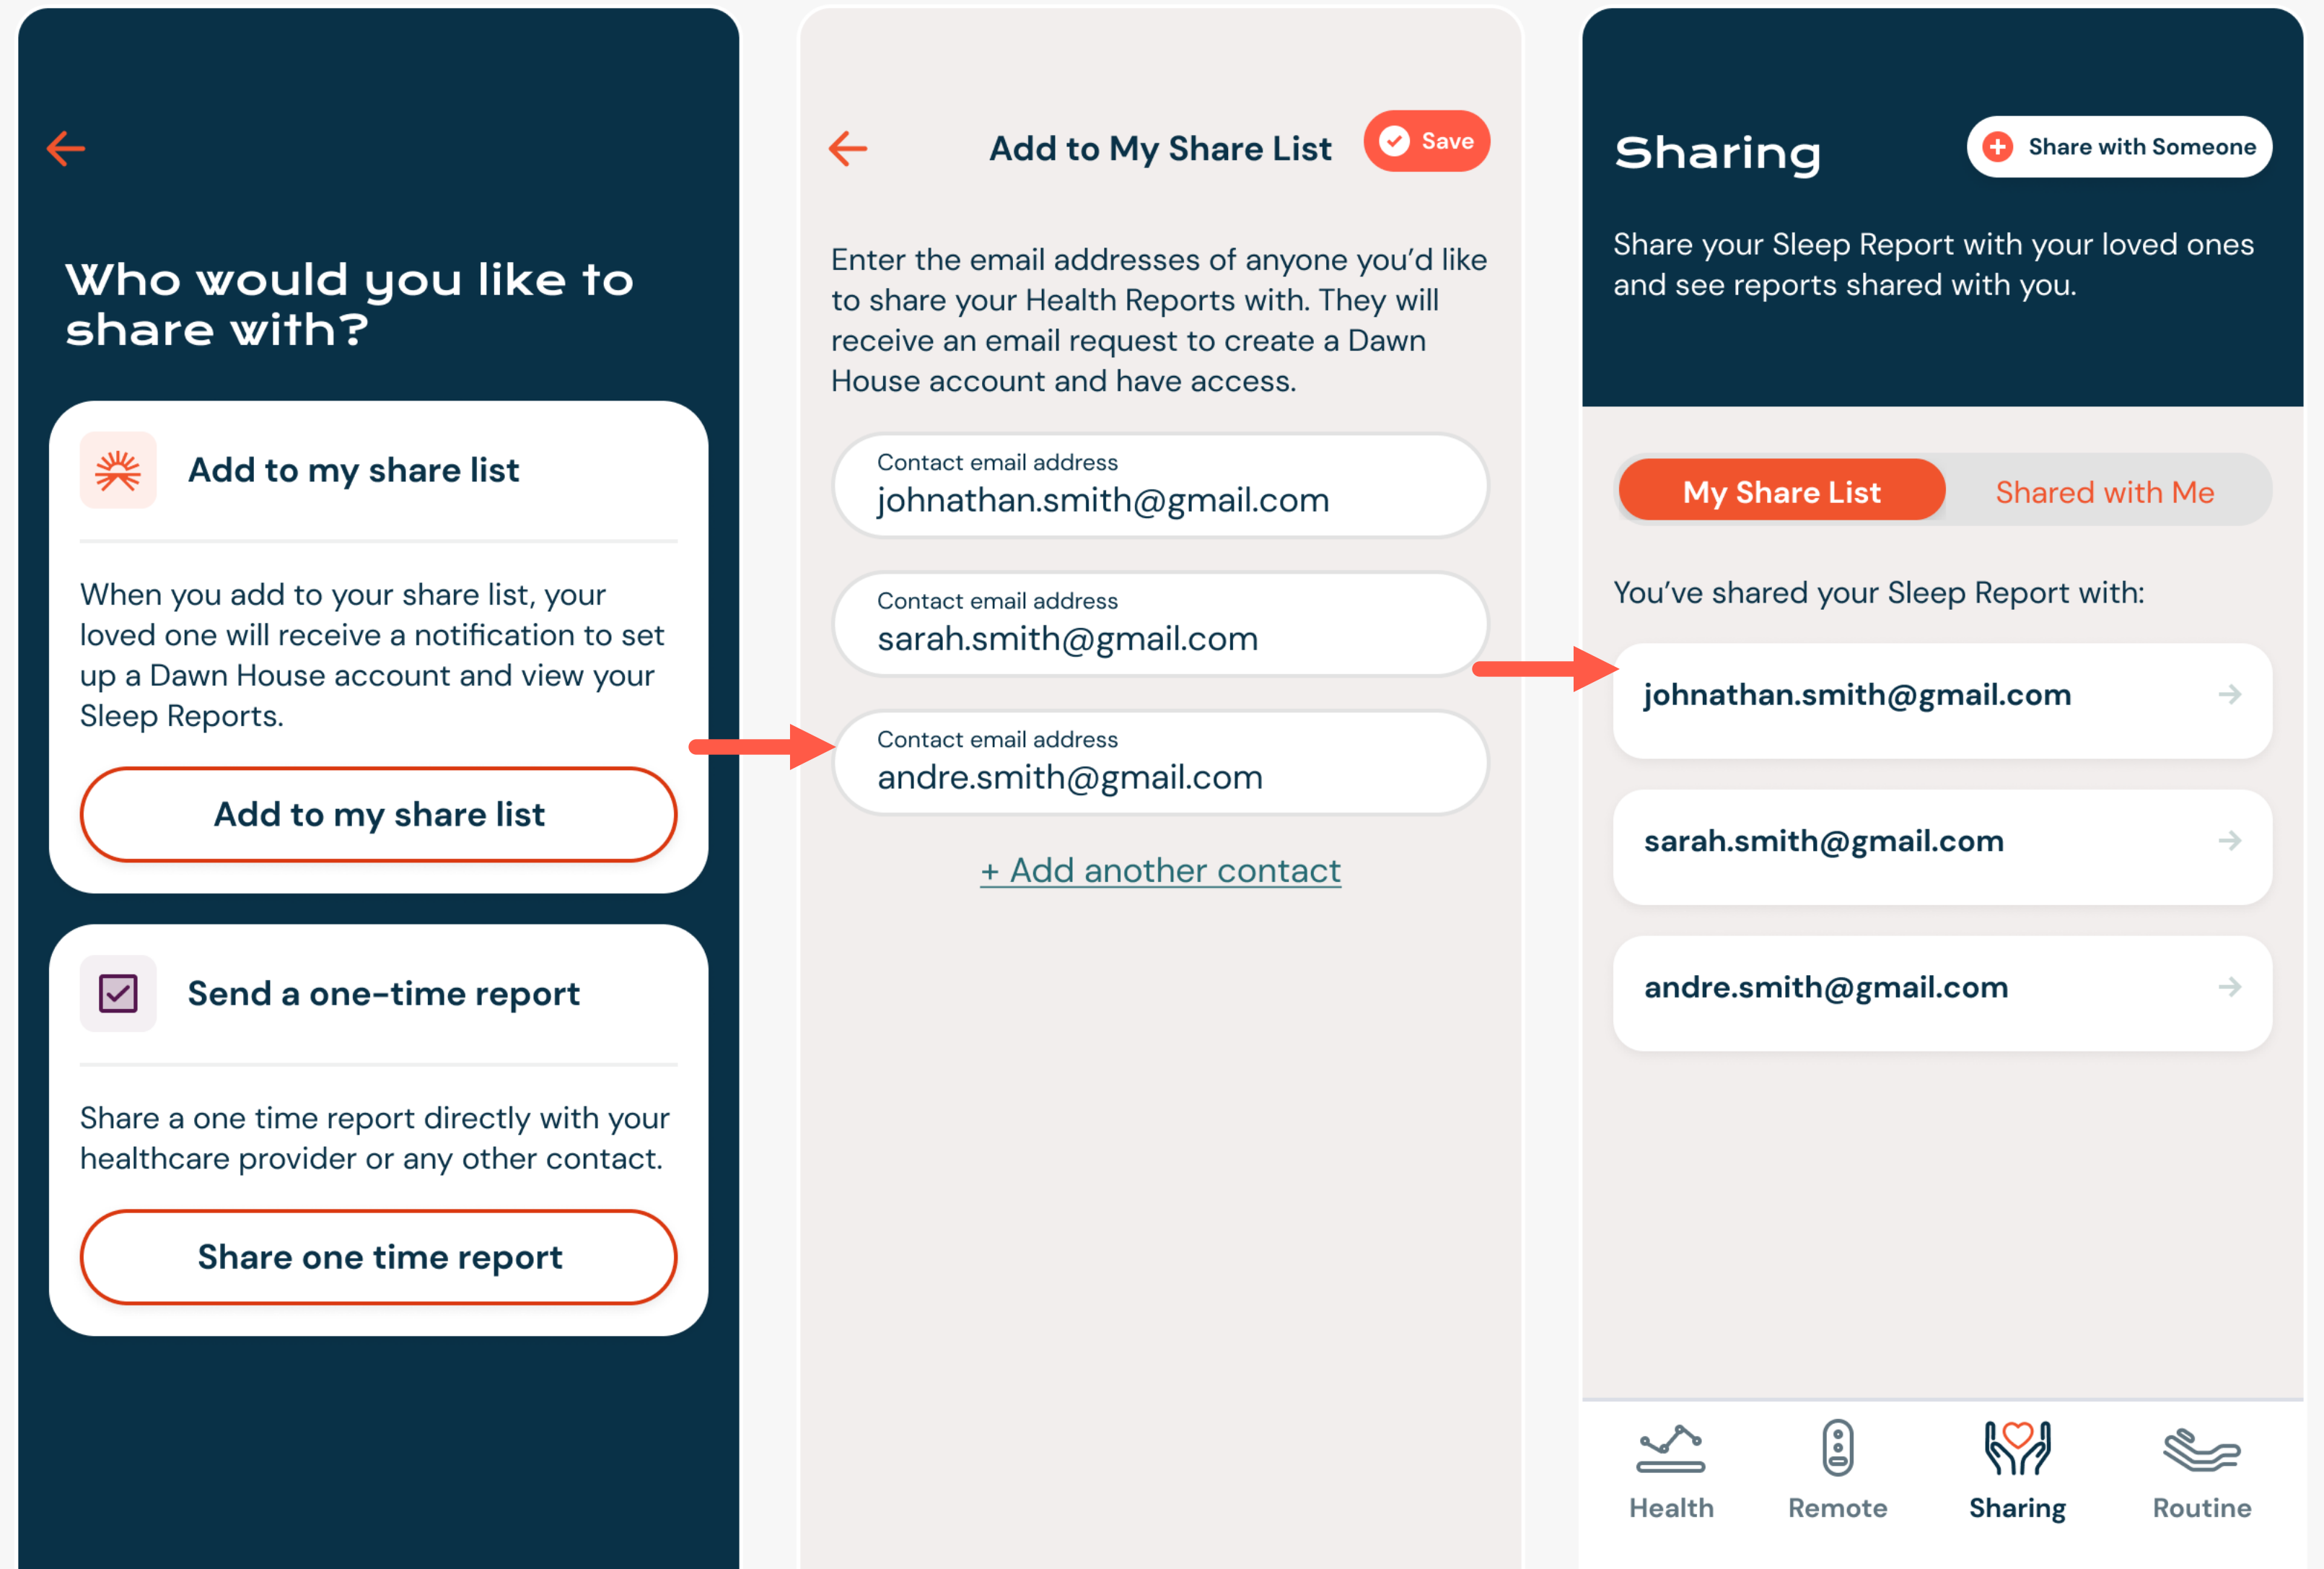 Who would you like to
share with?
Add to my share list
When you add to your share list, your
loved one will receive a notification to set
up a Dawn House account and view your
Sleep Reports.
Add to my share list
Send a one-time report
Share a one time report directly with your
healthcare provider or any other contact.
Share one time report
Add to My Share List
Save
Enter the email addresses of anyone you’d like
to share your Health Reports with. They will
receive an email request to create a Dawn
House account and have access.
Contact email address
johnathan.smith@gmail.com
Contact email address
sarah.smith@gmail.com
Contact email address
andre.smith@gmail.com
+ Add another contact
Sharing
Share with Someone
Share your Sleep Report with your loved ones
and see reports shared with you.
My Share List
Shared with Me
You’ve shared your Sleep Report with:
johnathan.smith@gmail.com
sarah.smith@gmail.com
andre.smith@gmail.com
Health
Remote
Sharing
Routine